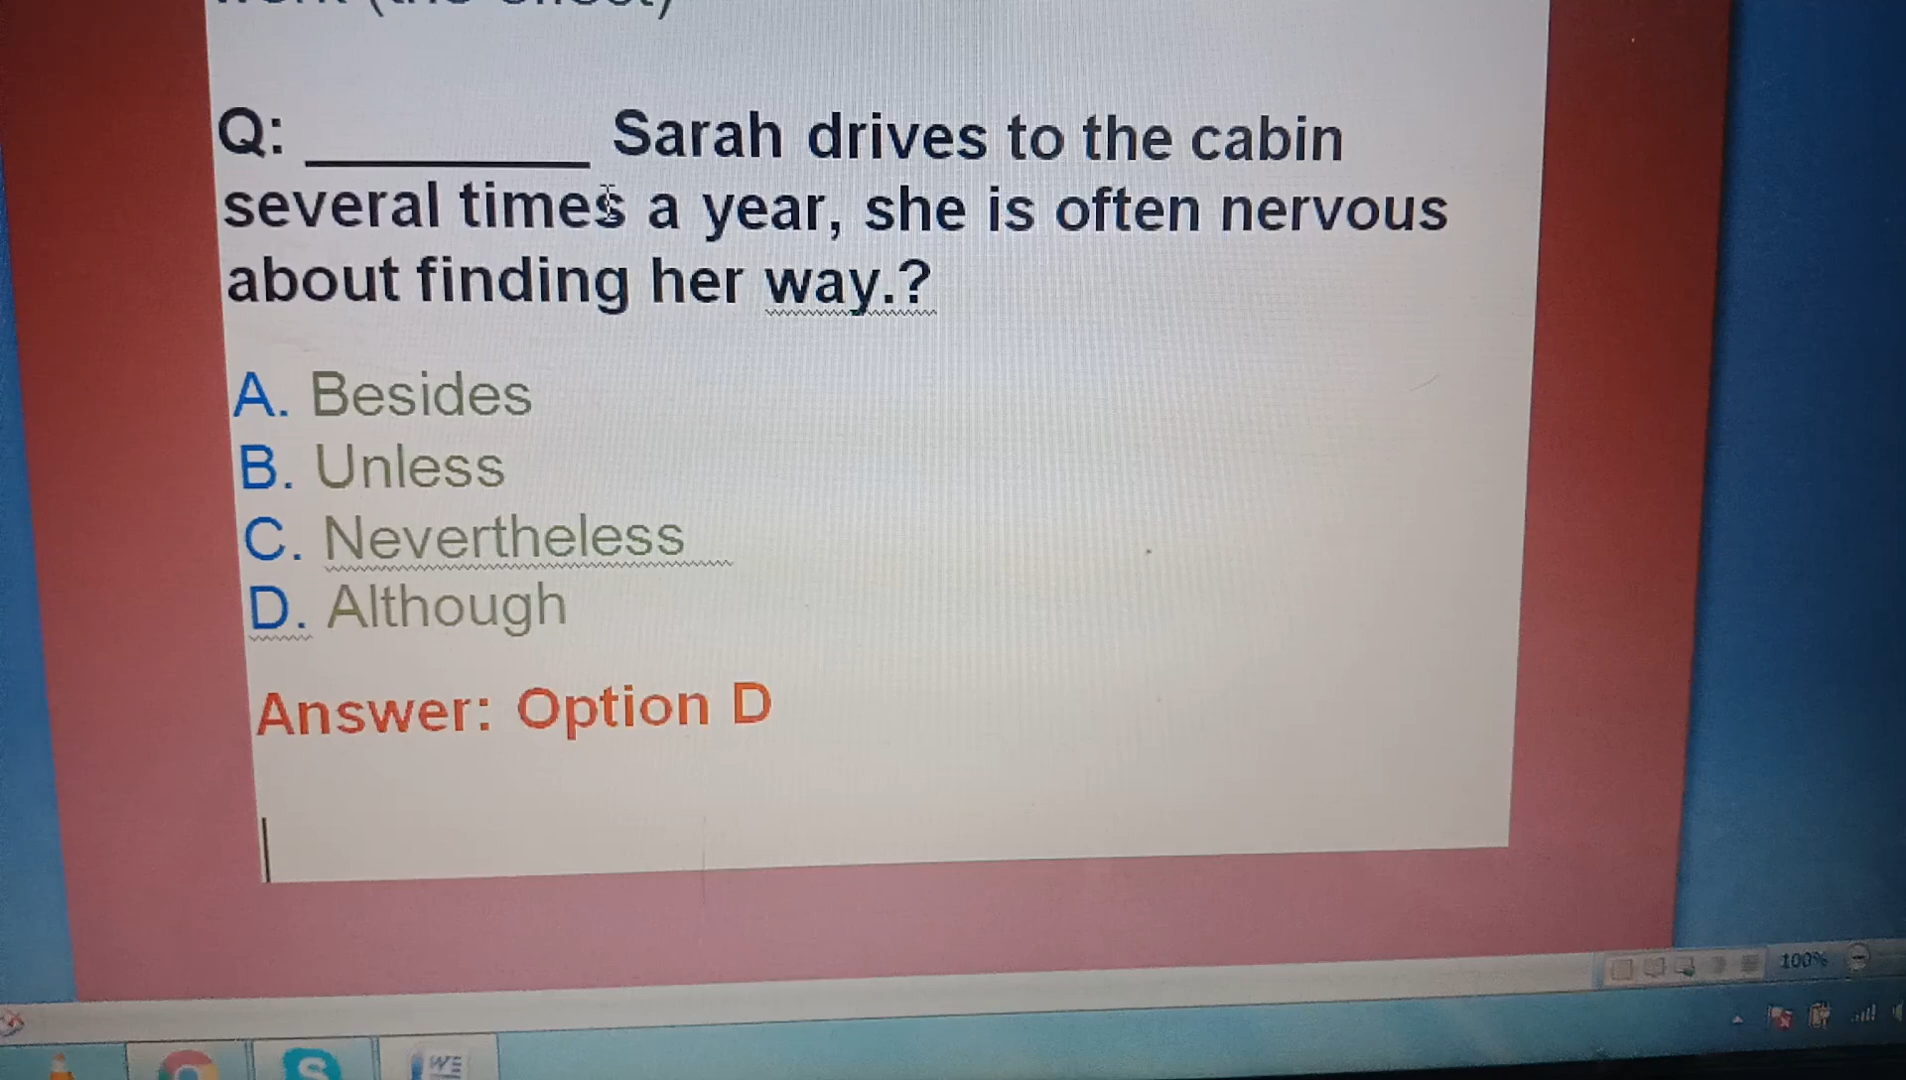 Q: ________ Sarah drives to the cabin
several times a year, she is often nervous
about finding her way.?
A. Besides
B. Unless
C. Nevertheless
D. Although
Answer: Option D
100%